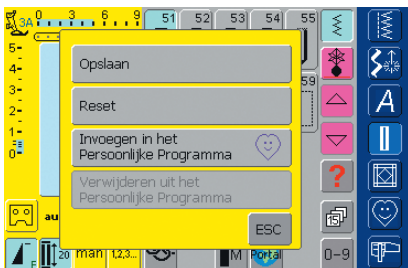 3A 0 3 6 9 51 52 53 54 55
5-
4-
3-
2-
1-
0-
59
Opslaan
Reset
Invoegen in het
Persoonlijke Programma
Verwijderen uit het
Persoonlijke Programma
ESC
A
?
au
F 20 man 1,2,3... M Portal 0-9